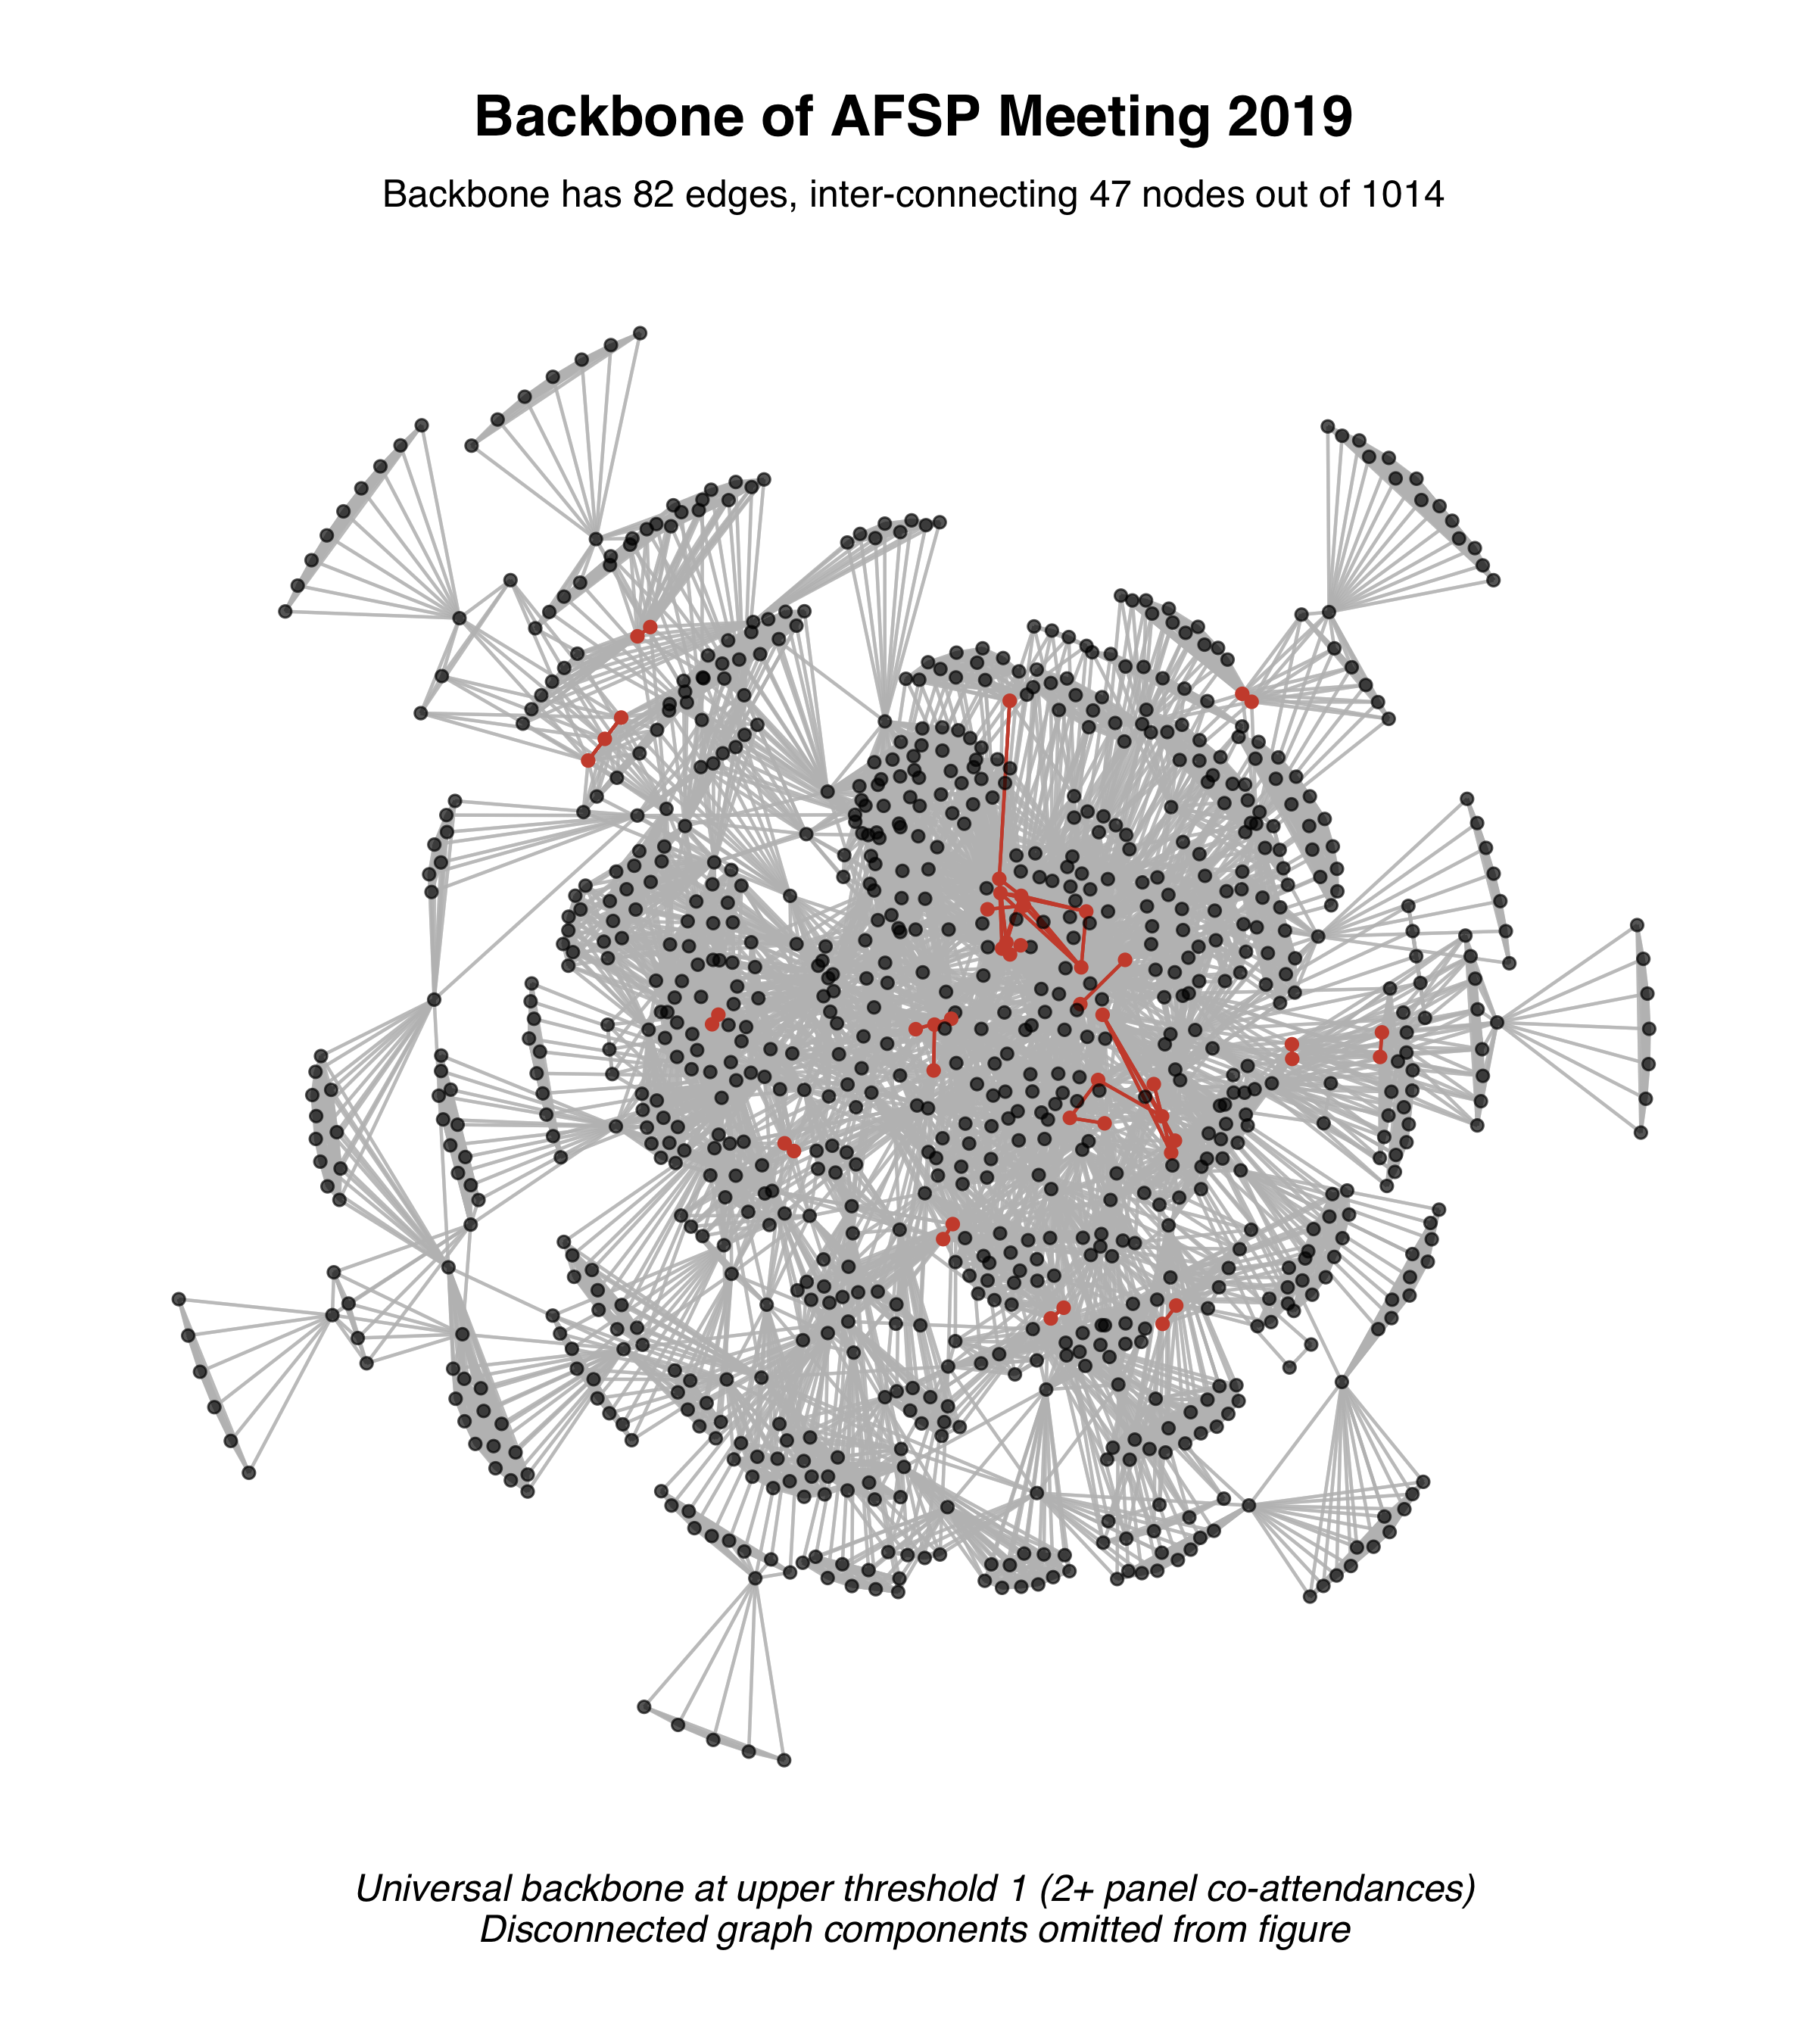 Backbone of AFSP Meeting 2019
Backbone has 82 edges, inter-connecting 47 nodes out of 1014
Universal backbone at upper threshold 1 (2+ panel co-attendances)
Disconnected graph components omitted from figure